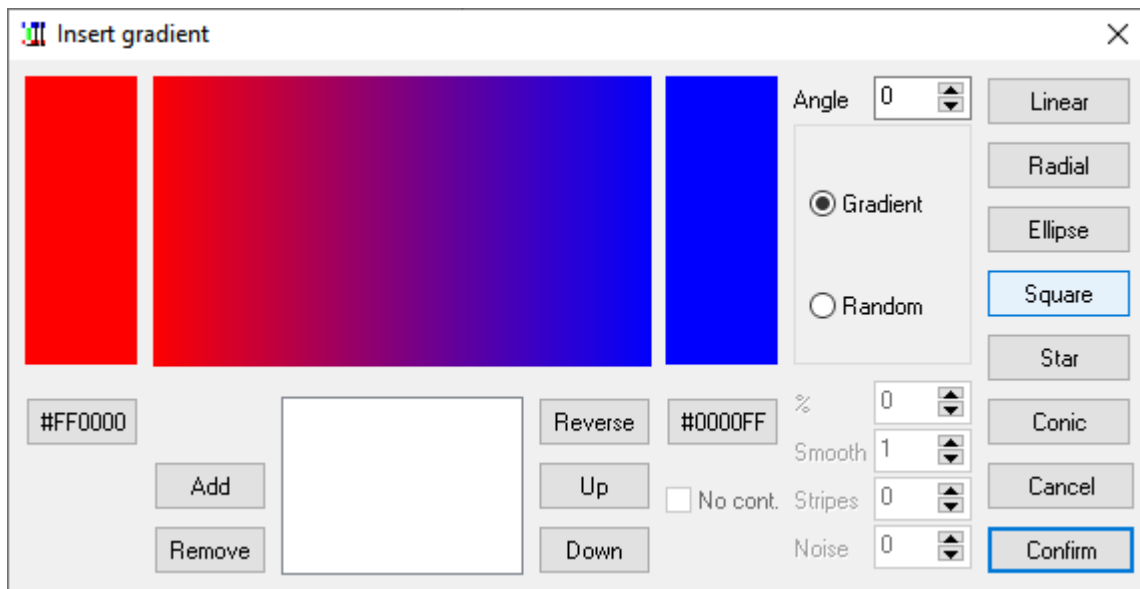 Insert gradient
Angle 0
Linear
Radial
Gradient
Ellipse
Square
Random
Star
#FF0000
Reverse
#0000FF
% 0
Conic
Smooth 1
Add
Up
No cont.
Stripes 0
Cancel
Remove
Down
Noise 0
Confirm